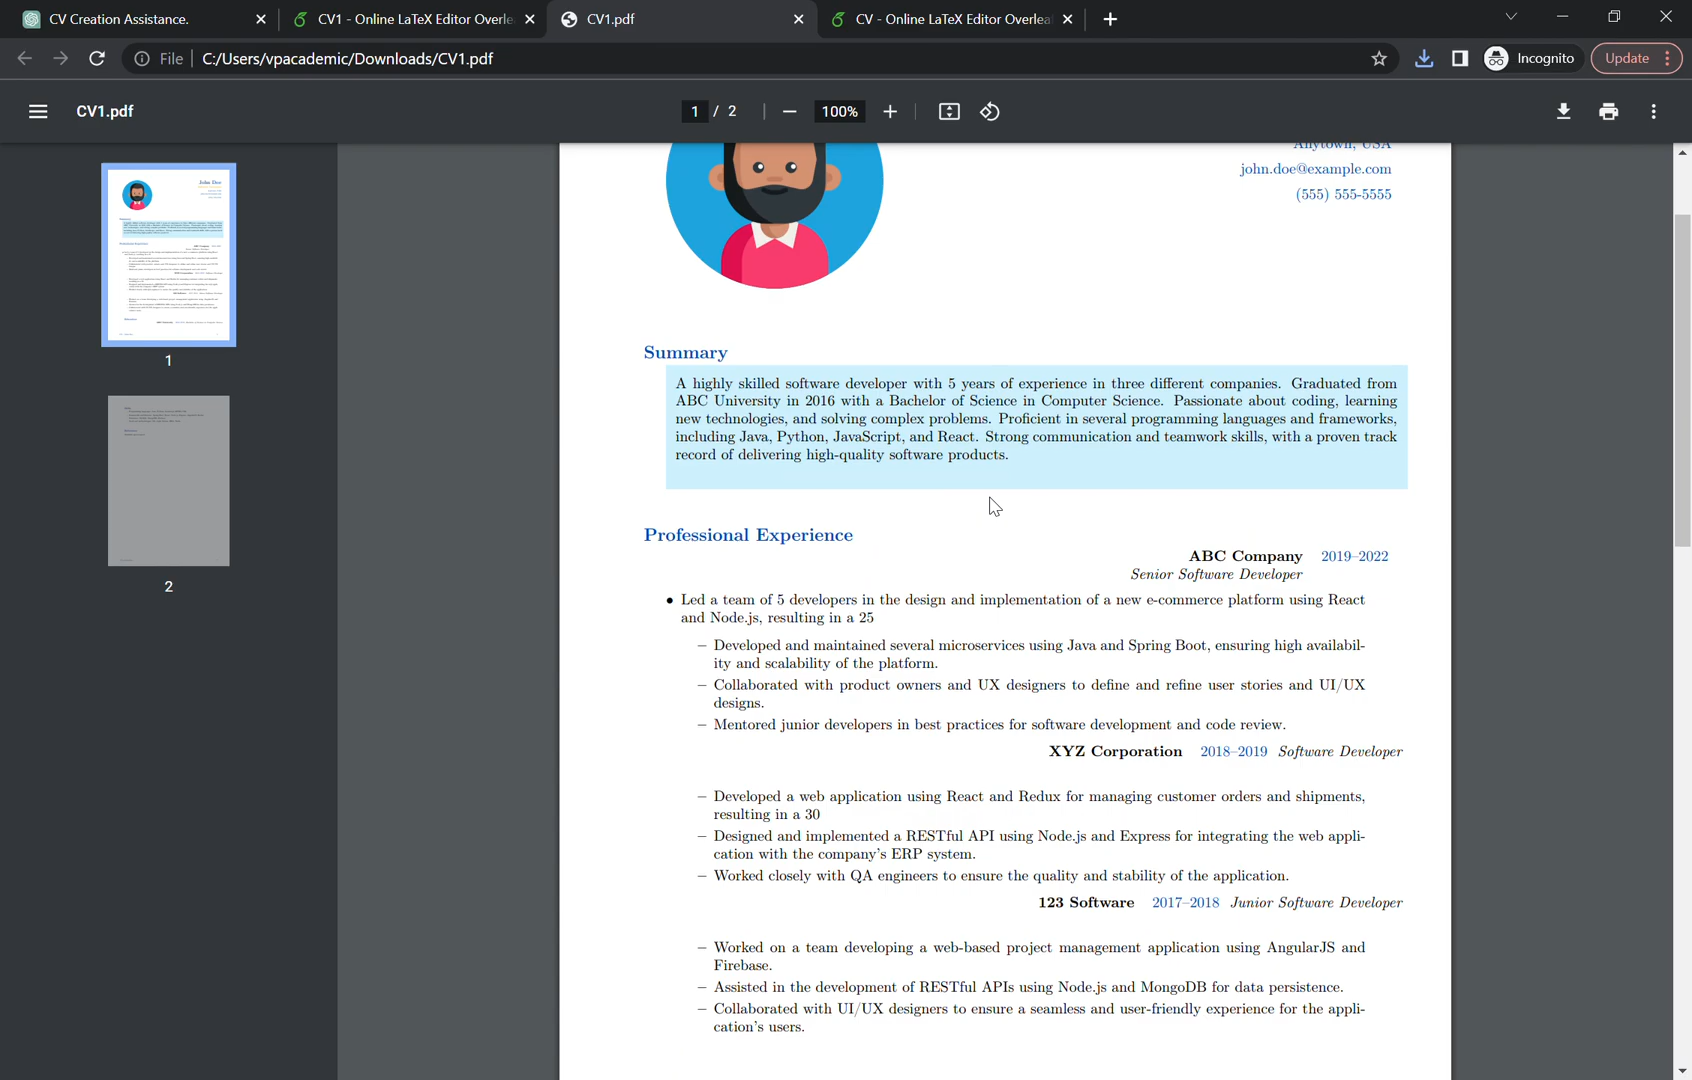 CV Creation Assistance.
CV1 - Online LaTeX Editor Overle
CV1.pdf
CV - Online LaTeX Editor Overlea
File
C:/Users/vpacademic/Downloads/CV1.pdf
Incognito
Update
CV1.pdf
1 / 2
100%
John Doe
1
2
Anytown, USA
john.doe@example.com
(555) 555-5555
Summary
A highly skilled software developer with 5 years of experience in three different companies. Graduated from
ABC University in 2016 with a Bachelor of Science in Computer Science. Passionate about coding, learning
new technologies, and solving complex problems. Proficient in several programming languages and frameworks,
including Java, Python, JavaScript, and React. Strong communication and teamwork skills, with a proven track
record of delivering high-quality software products.
Professional Experience
ABC Company 2019–2022
Senior Software Developer
• Led a team of 5 developers in the design and implementation of a new e-commerce platform using React
and Node.js, resulting in a 25
– Developed and maintained several microservices using Java and Spring Boot, ensuring high availabil-
ity and scalability of the platform.
– Collaborated with product owners and UX designers to define and refine user stories and UI/UX
designs.
– Mentored junior developers in best practices for software development and code review.
XYZ Corporation 2018–2019 Software Developer
– Developed a web application using React and Redux for managing customer orders and shipments,
resulting in a 30
– Designed and implemented a RESTful API using Node.js and Express for integrating the web appli-
cation with the company's ERP system.
– Worked closely with QA engineers to ensure the quality and stability of the application.
123 Software 2017–2018 Junior Software Developer
– Worked on a team developing a web-based project management application using AngularJS and
Firebase.
– Assisted in the development of RESTful APIs using Node.js and MongoDB for data persistence.
– Collaborated with UI/UX designers to ensure a seamless and user-friendly experience for the appli-
cation's users.